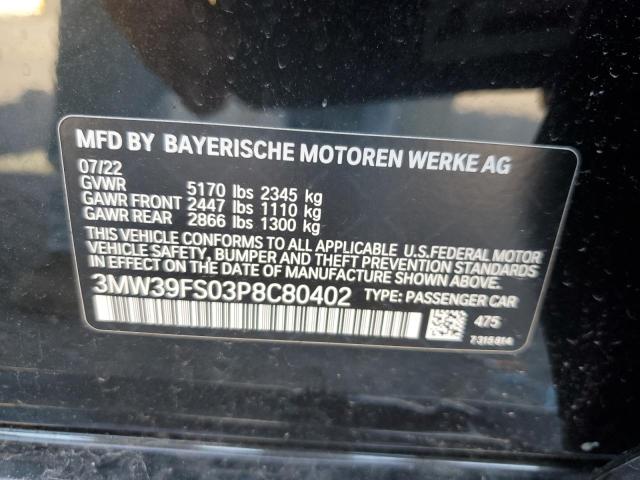 MFD BY BAYERISCHE MOTOREN WERKE AG
07/22
GVWR 5170 lbs 2345 kg
GAWR FRONT 2447 lbs 1110 kg
GAWR REAR 2866 lbs 1300 kg
THIS VEHICLE CONFORMS TO ALL APPLICABLE U.S. FEDERAL MOTOR
VEHICLE SAFETY, BUMPER AND THEFT PREVENTION STANDARDS
IN EFFECT ON THE DATE OF MANUFACTURE SHOWN ABOVE.
3MW39FS03P8C80402 TYPE: PASSENGER CAR
475
7315814